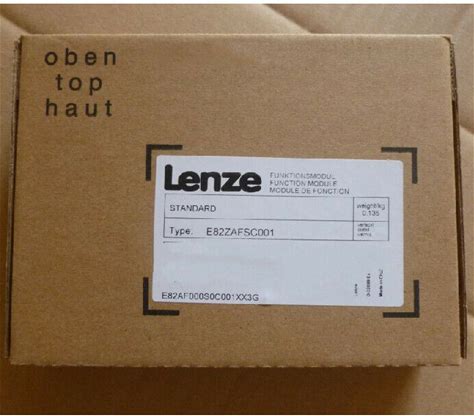 oben
top
haut
Lenze
FUNKTIONSMODUL
FUNCTION MODULE
MODULE DE FONCTION
STANDARD
weight/kg
0.135
Type: E82ZAFSC001
E82AF000S0C001XX3G